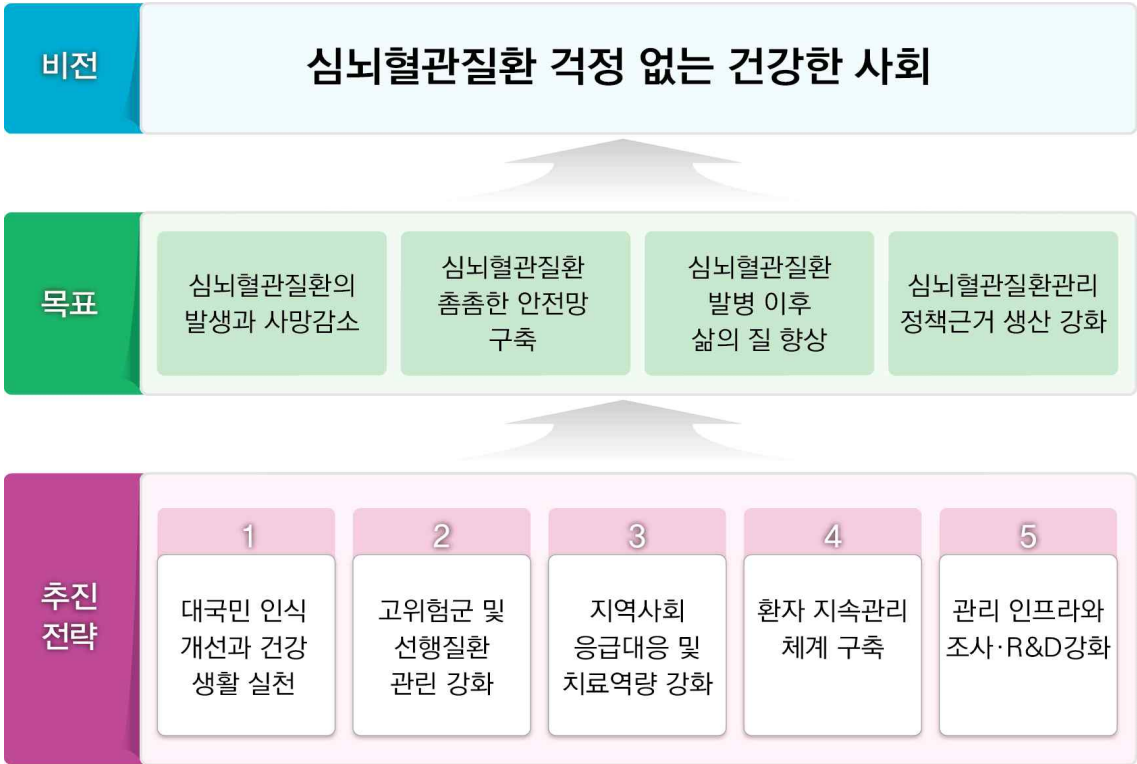 비전
심뇌혈관질환 걱정 없는 건강한 사회
목표
심뇌혈관질환의
발생과 사망감소
심뇌혈관질환
촘촘한 안전망
구축
심뇌혈관질환
발병 이후
삶의 질 향상
심뇌혈관질환관리
정책근거 생산 강화
추진
전략
1
대국민 인식
개선과 건강
생활 실천
2
고위험군 및
선행질환
관린 강화
3
지역사회
응급대응 및
치료역량 강화
4
환자 지속관리
체계 구축
5
관리 인프라와
조사·R&D강화